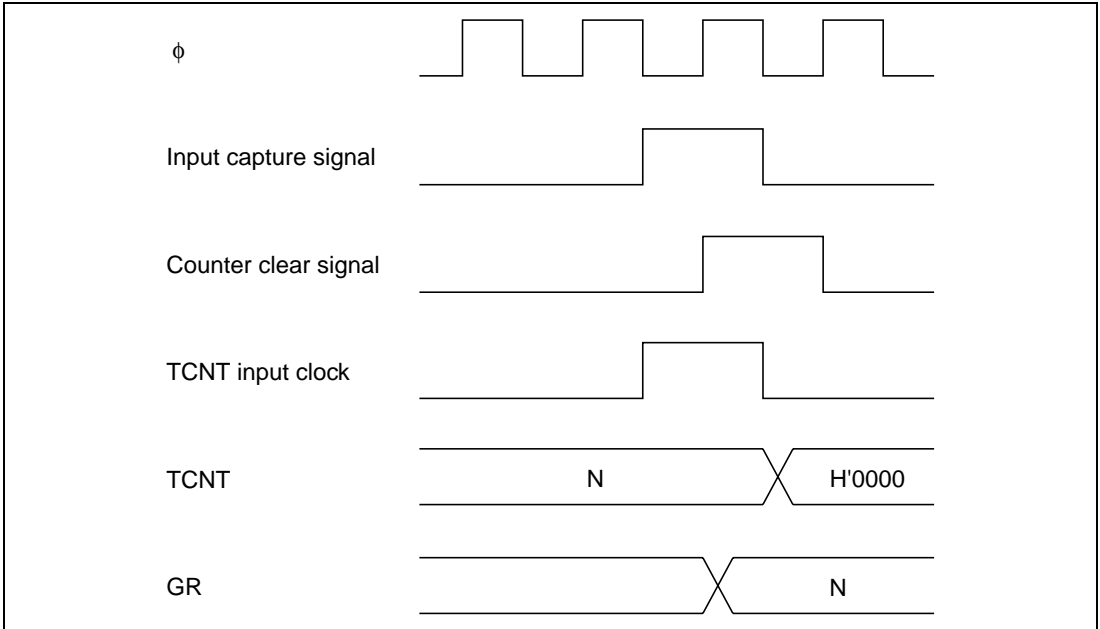 ϕ
Input capture signal
Counter clear signal
TCNT input clock
TCNT N H'0000
GR N